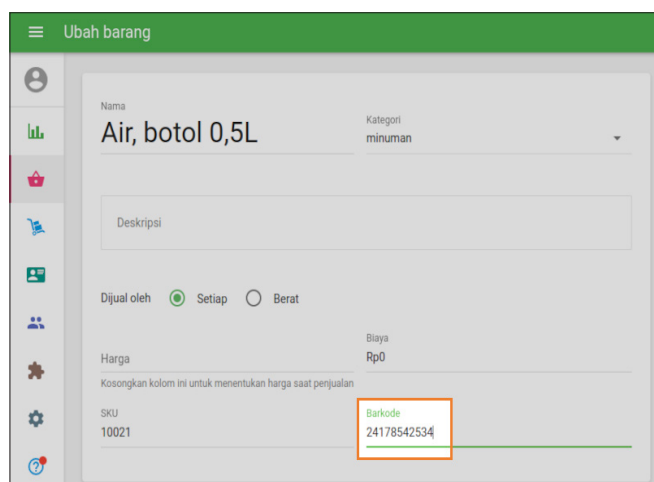 Ubah barang
Nama
Air, botol 0,5L
Kategori
minuman
Deskripsi
Dijual oleh Setiap Berat
Harga
Kosongkan kolom ini untuk menentukan harga saat penjualan
Biaya
Rp0
SKU
10021
Barkode
24178542534